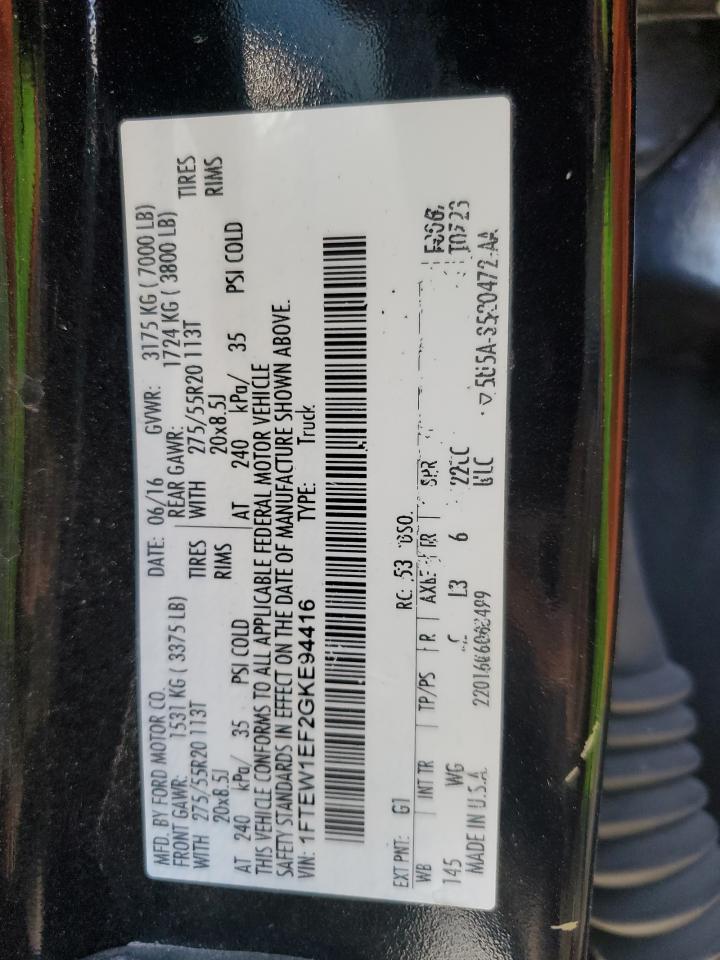 MFD. BY FORD MOTOR CO. DATE: 06/16 GVWR: 3175 KG ( 7000 LB)
FRONT GAWR: 1531 KG ( 3375 LB) REAR GAWR: 1724 KG ( 3800 LB)
WITH 275/55R20 113T TIRES WITH 275/55R20 113T TIRES
20x8.5J RIMS 20x8.5J RIMS
AT 240 kPa/ 35 PSI COLD AT 240 kPa/ 35 PSI COLD
THIS VEHICLE CONFORMS TO ALL APPLICABLE FEDERAL MOTOR VEHICLE
SAFETY STANDARDS IN EFFECT ON THE DATE OF MANUFACTURE SHOWN ABOVE.
VIN: 1FTEW1EF2GKE94416 TYPE: Truck
EXT PNT: G1 RC: 53 DSO:
WB INT TR TP/PS R AXLE TR SPR
145 WG L3 6
MADE IN U.S.A.